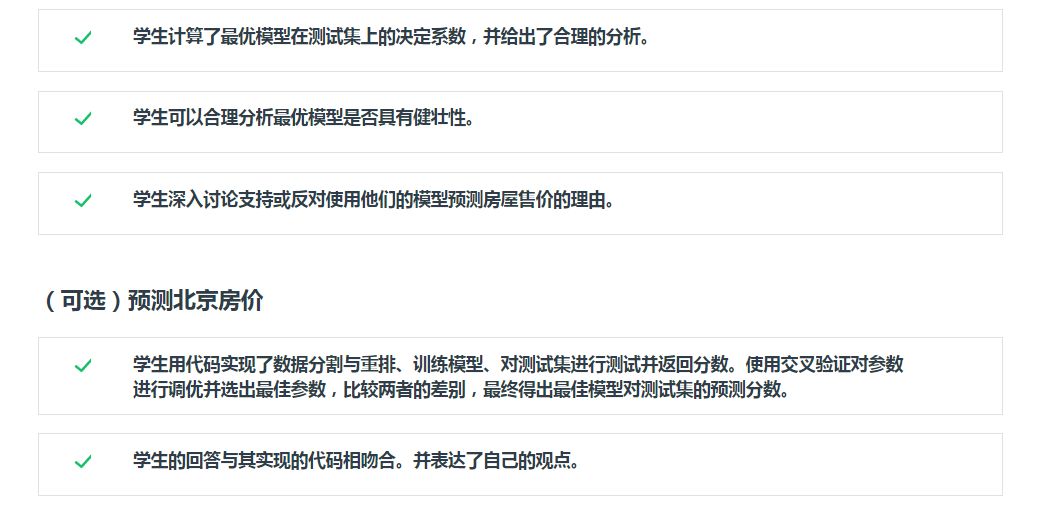 学生计算了最优模型在测试集上的决定系数，并给出了合理的分析。
学生可以合理分析最优模型是否具有健壮性。
学生深入讨论支持或反对使用他们的模型预测房屋售价的理由。
（可选）预测北京房价
学生用代码实现了数据分割与重排、训练模型、对测试集进行测试并返回分数。使用交叉验证对参数
进行调优并选出最佳参数，比较两者的差别，最终得出最佳模型对测试集的预测分数。
学生的回答与其实现的代码相吻合。并表达了自己的观点。